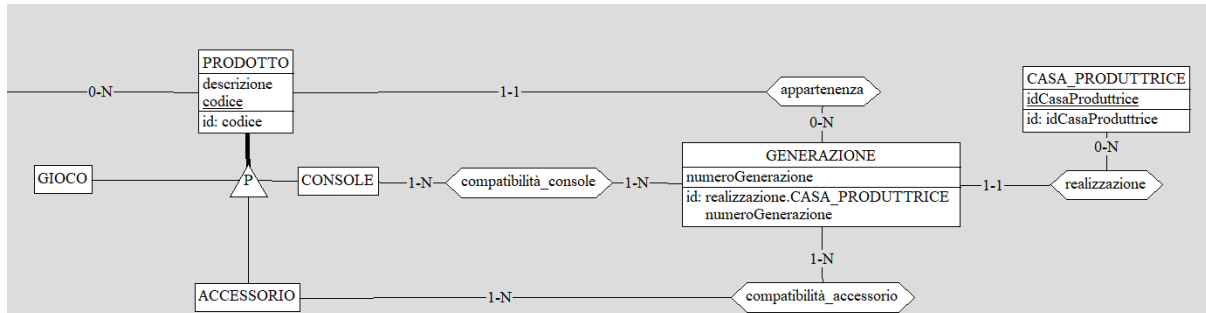 PRODOTTO
descrizione
codice
id: codice
0-N
1-1
appartenenza
0-N
CASA_PRODUTTRICE
idCasaProduttrice
id: idCasaProduttrice
0-N
GIOCO
P
CONSOLE
1-N
compatibilità_console
1-N
GENERAZIONE
numeroGenerazione
id: realizzazione.CASA_PRODUTTRICE
numeroGenerazione
1-1
realizzazione
1-N
ACCESSORIO
1-N
compatibilità_accessorio